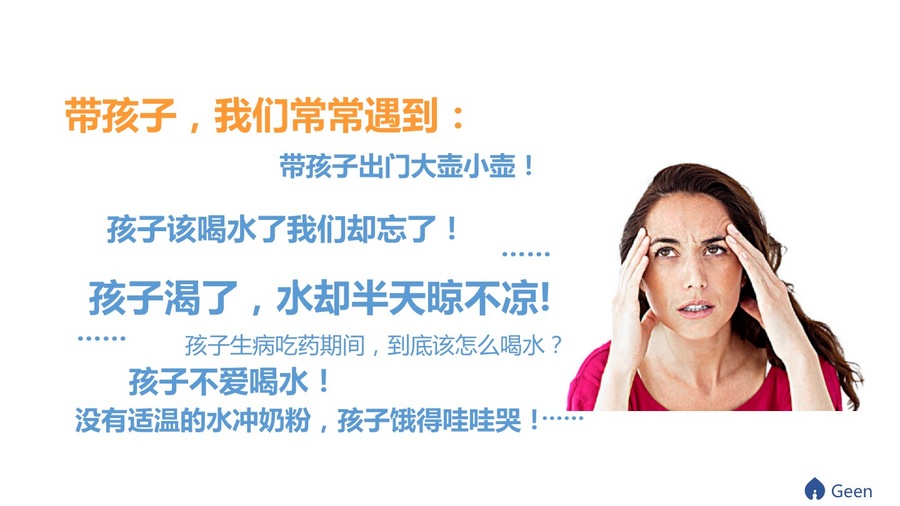 带孩子，我们常常遇到：
带孩子出门大壶小壶！
孩子该喝水了我们却忘了！
······
孩子渴了，水却半天晾不凉!
······
孩子生病吃药期间，到底该怎么喝水？
孩子不爱喝水！
没有适温的水冲奶粉，孩子饿得哇哇哭！······
Geen